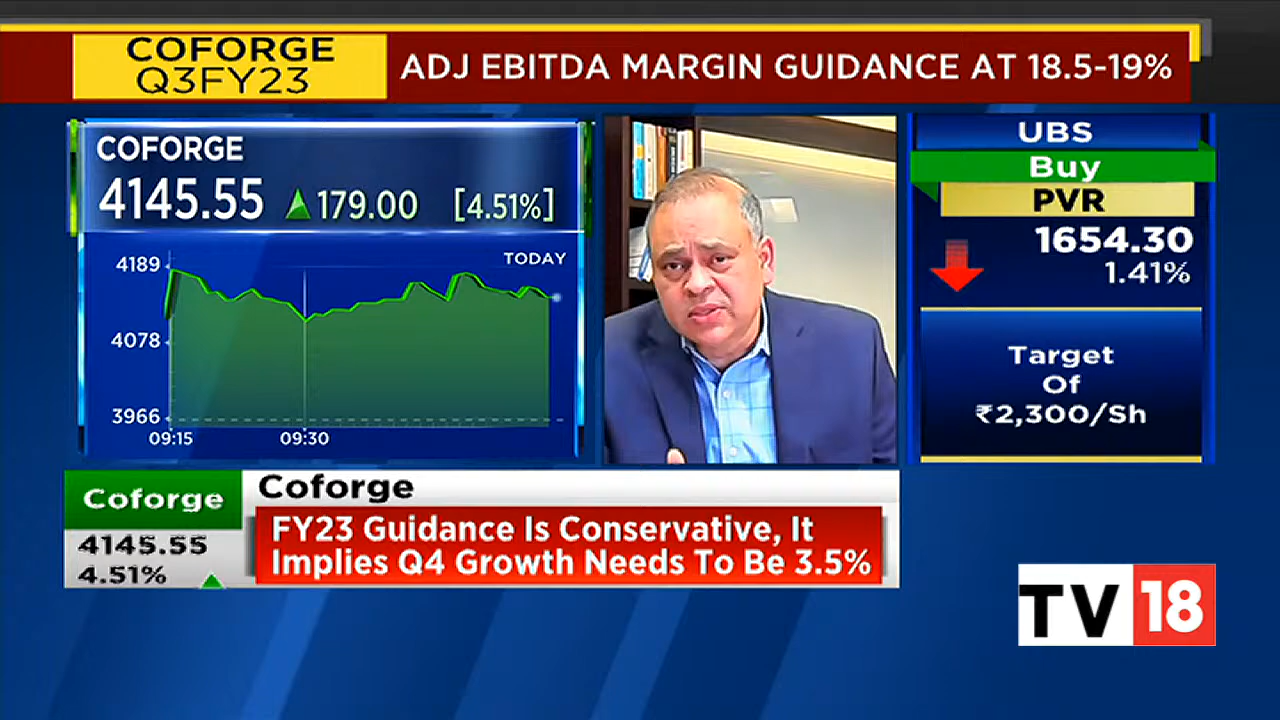 COFORGE
Q3FY23
ADJ EBITDA MARGIN GUIDANCE AT 18.5-19%
COFORGE
4145.55 179.00 [4.51%]
TODAY
4189
4078
3966
09:15 09:30
UBS
Buy
PVR
1654.30
1.41%
Target
Of
₹2,300/Sh
Coforge
4145.55
4.51%
Coforge
FY23 Guidance Is Conservative, It
Implies Q4 Growth Needs To Be 3.5%
TV18